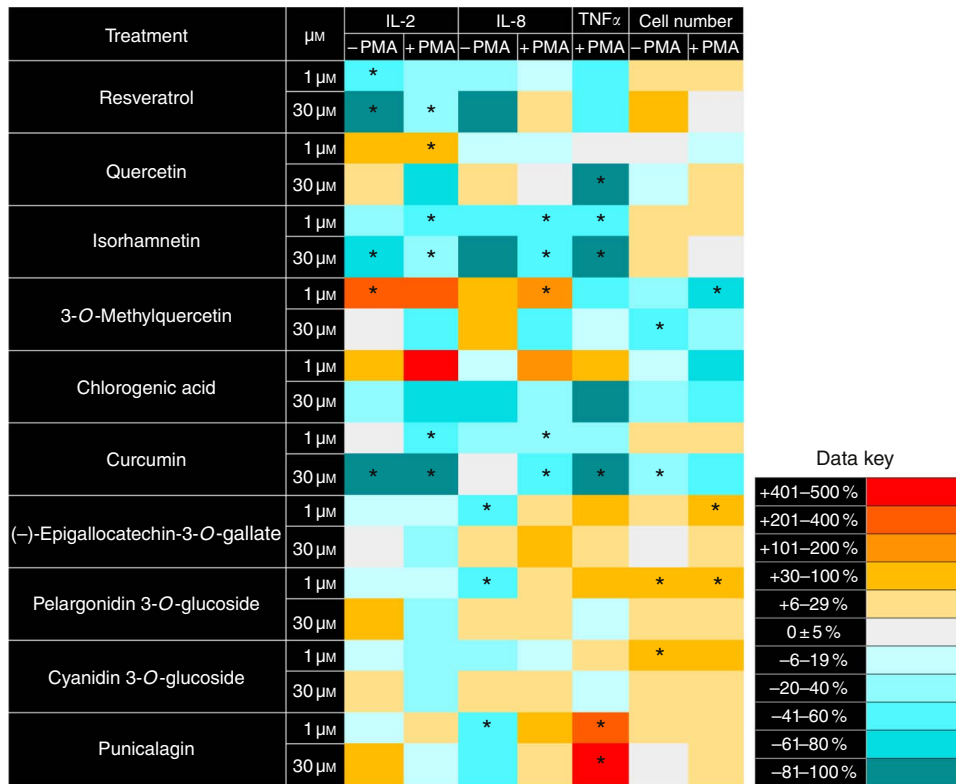 Treatment μM IL-2 IL-8 TNFα Cell number
– PMA + PMA – PMA + PMA + PMA – PMA + PMA
Resveratrol
1 μM *
30 μM * *
Quercetin
1 μM *
30 μM *
Isorhamnetin
1 μM * * *
30 μM * * * *
3-O-Methylquercetin
1 μM * * *
30 μM *
Chlorogenic acid
1 μM
30 μM
Curcumin
1 μM * *
30 μM * * * * *
(–)-Epigallocatechin-3-O-gallate
1 μM * *
30 μM
Pelargonidin 3-O-glucoside
1 μM * * *
30 μM
Cyanidin 3-O-glucoside
1 μM *
30 μM
Punicalagin
1 μM * *
30 μM *
Data key
+401–500 %
+201–400 %
+101–200 %
+30–100 %
+6–29 %
0 ± 5 %
–6–19 %
–20–40 %
–41–60 %
–61–80 %
–81–100 %